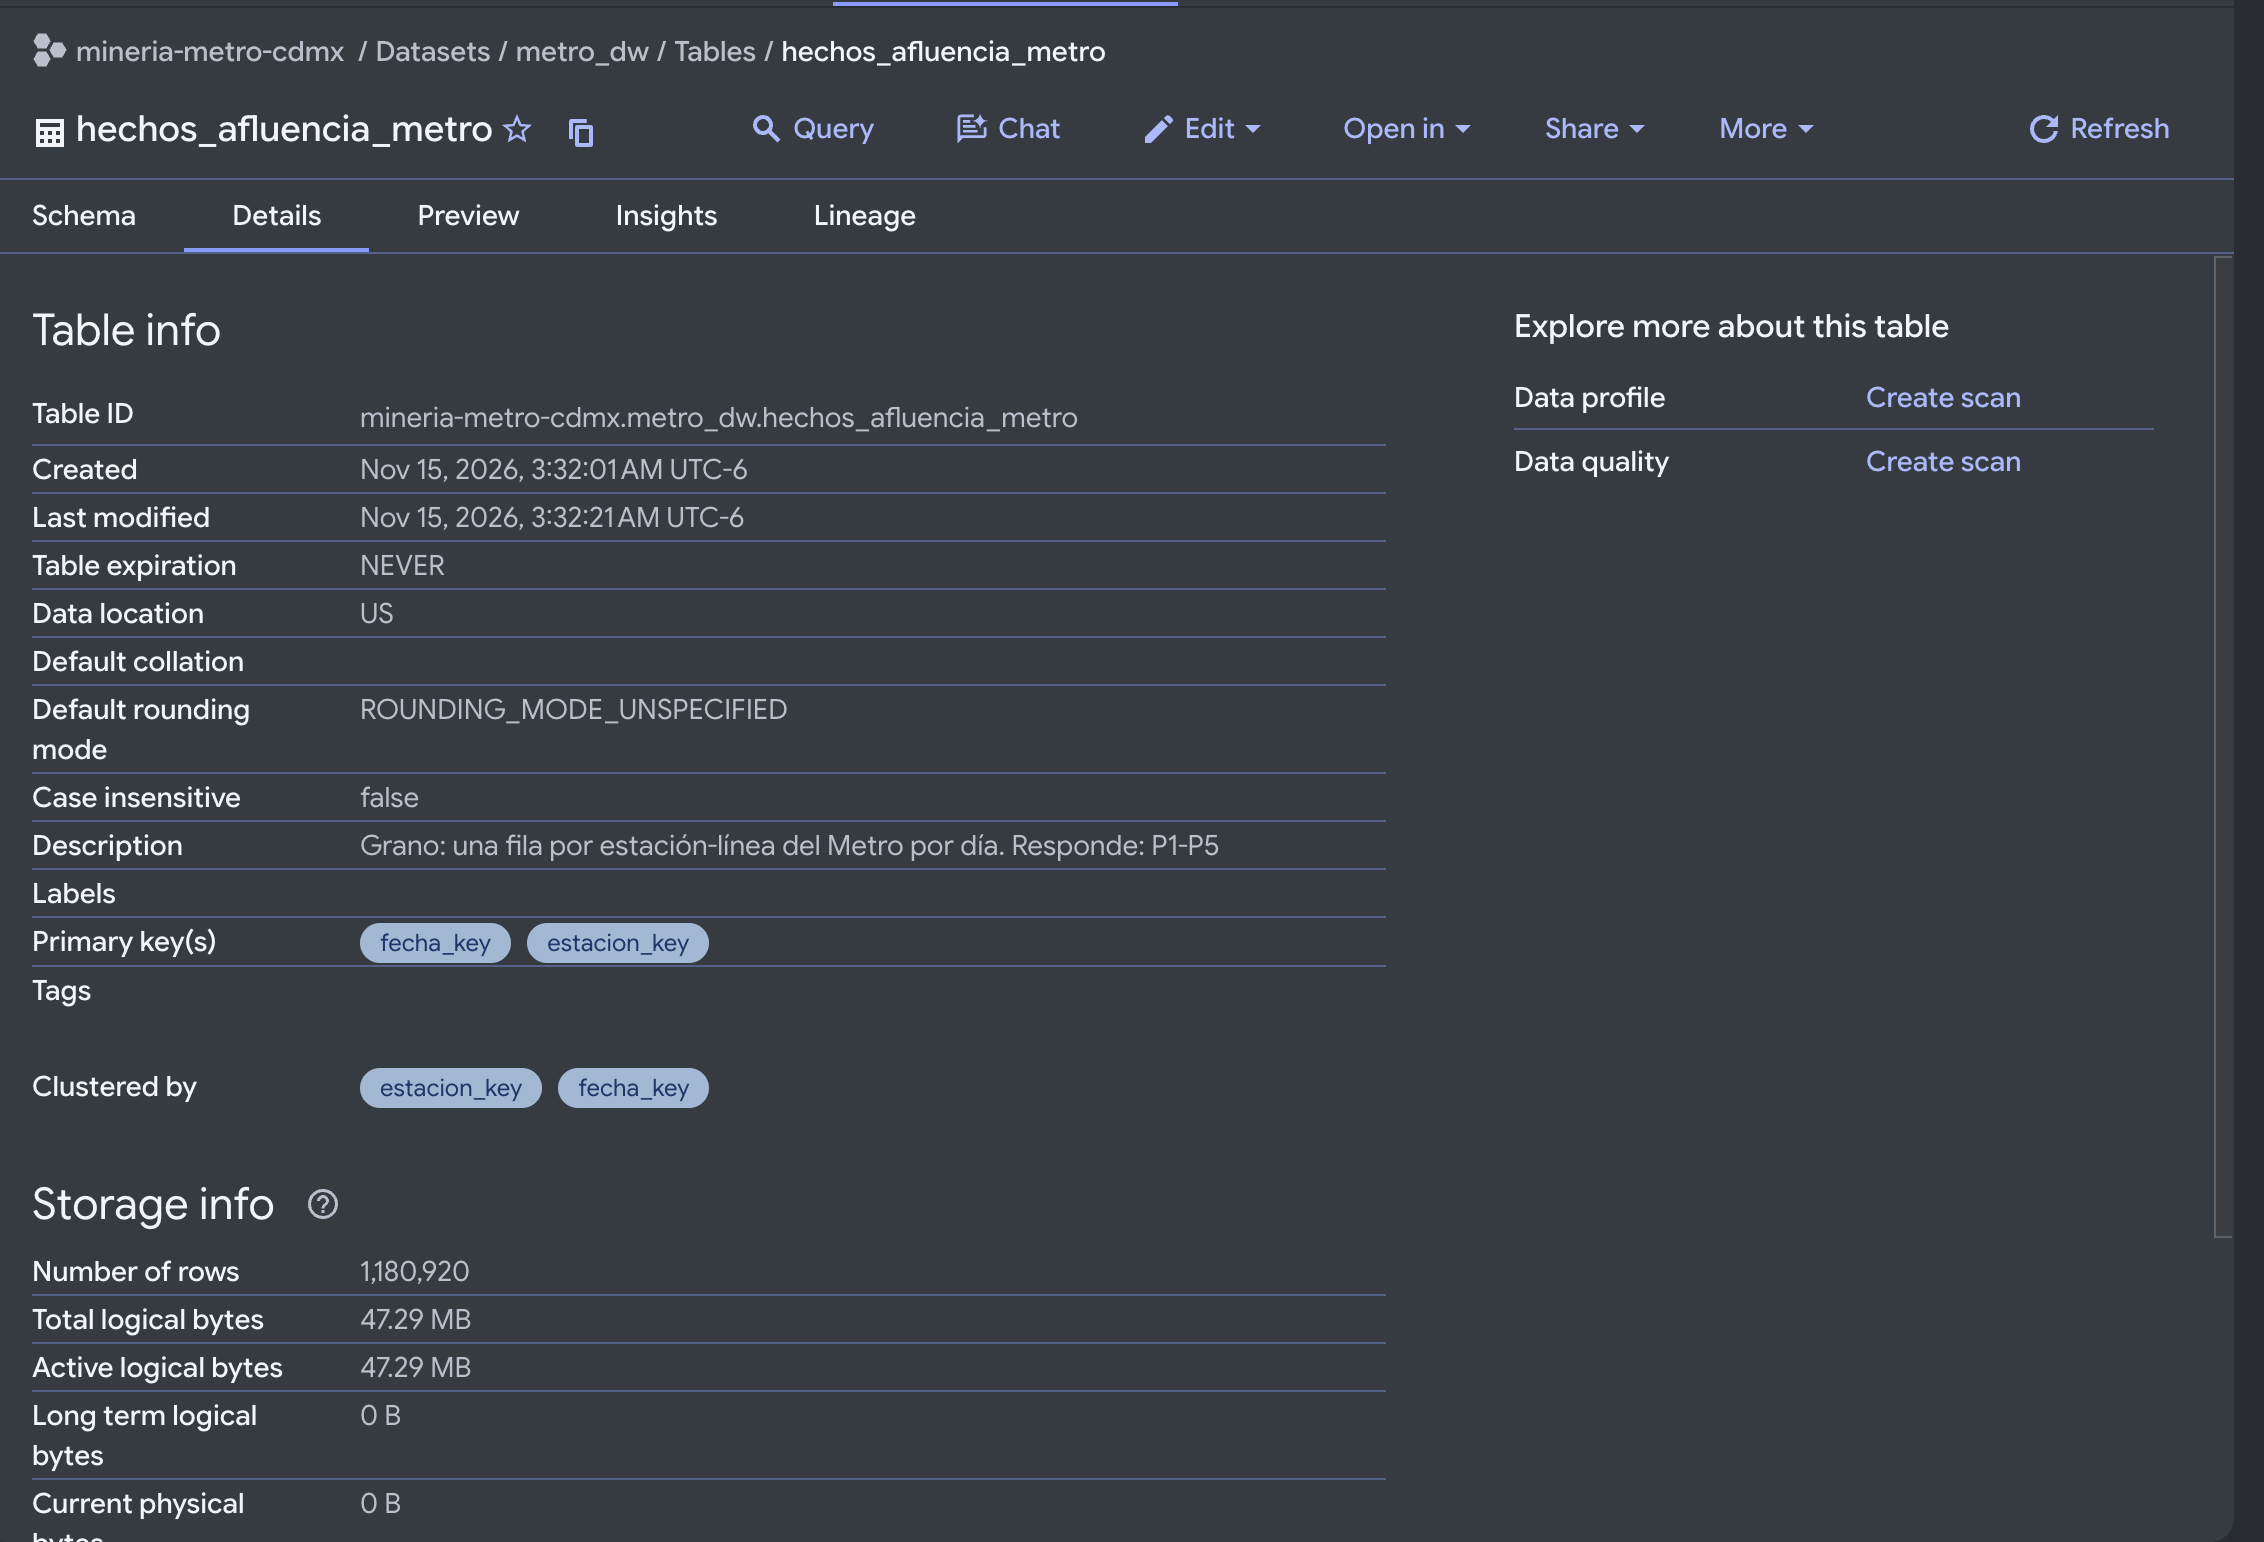 mineria-metro-cdmx / Datasets / metro_dw / Tables / hechos_afluencia_metro
hechos_afluencia_metro Query Chat Edit Open in Share More Refresh
Schema Details Preview Insights Lineage
Table info
Table ID mineria-metro-cdmx.metro_dw.hechos_afluencia_metro
Created Nov 15, 2026, 3:32:01 AM UTC-6
Last modified Nov 15, 2026, 3:32:21 AM UTC-6
Table expiration NEVER
Data location US
Default collation
Default rounding mode ROUNDING_MODE_UNSPECIFIED
Case insensitive false
Description Grano: una fila por estación-línea del Metro por día. Responde: P1-P5
Labels
Primary key(s) fecha_key estacion_key
Tags
Clustered by estacion_key fecha_key
Storage info
Number of rows 1,180,920
Total logical bytes 47.29 MB
Active logical bytes 47.29 MB
Long term logical bytes 0 B
Current physical 0 B
Explore more about this table
Data profile Create scan
Data quality Create scan